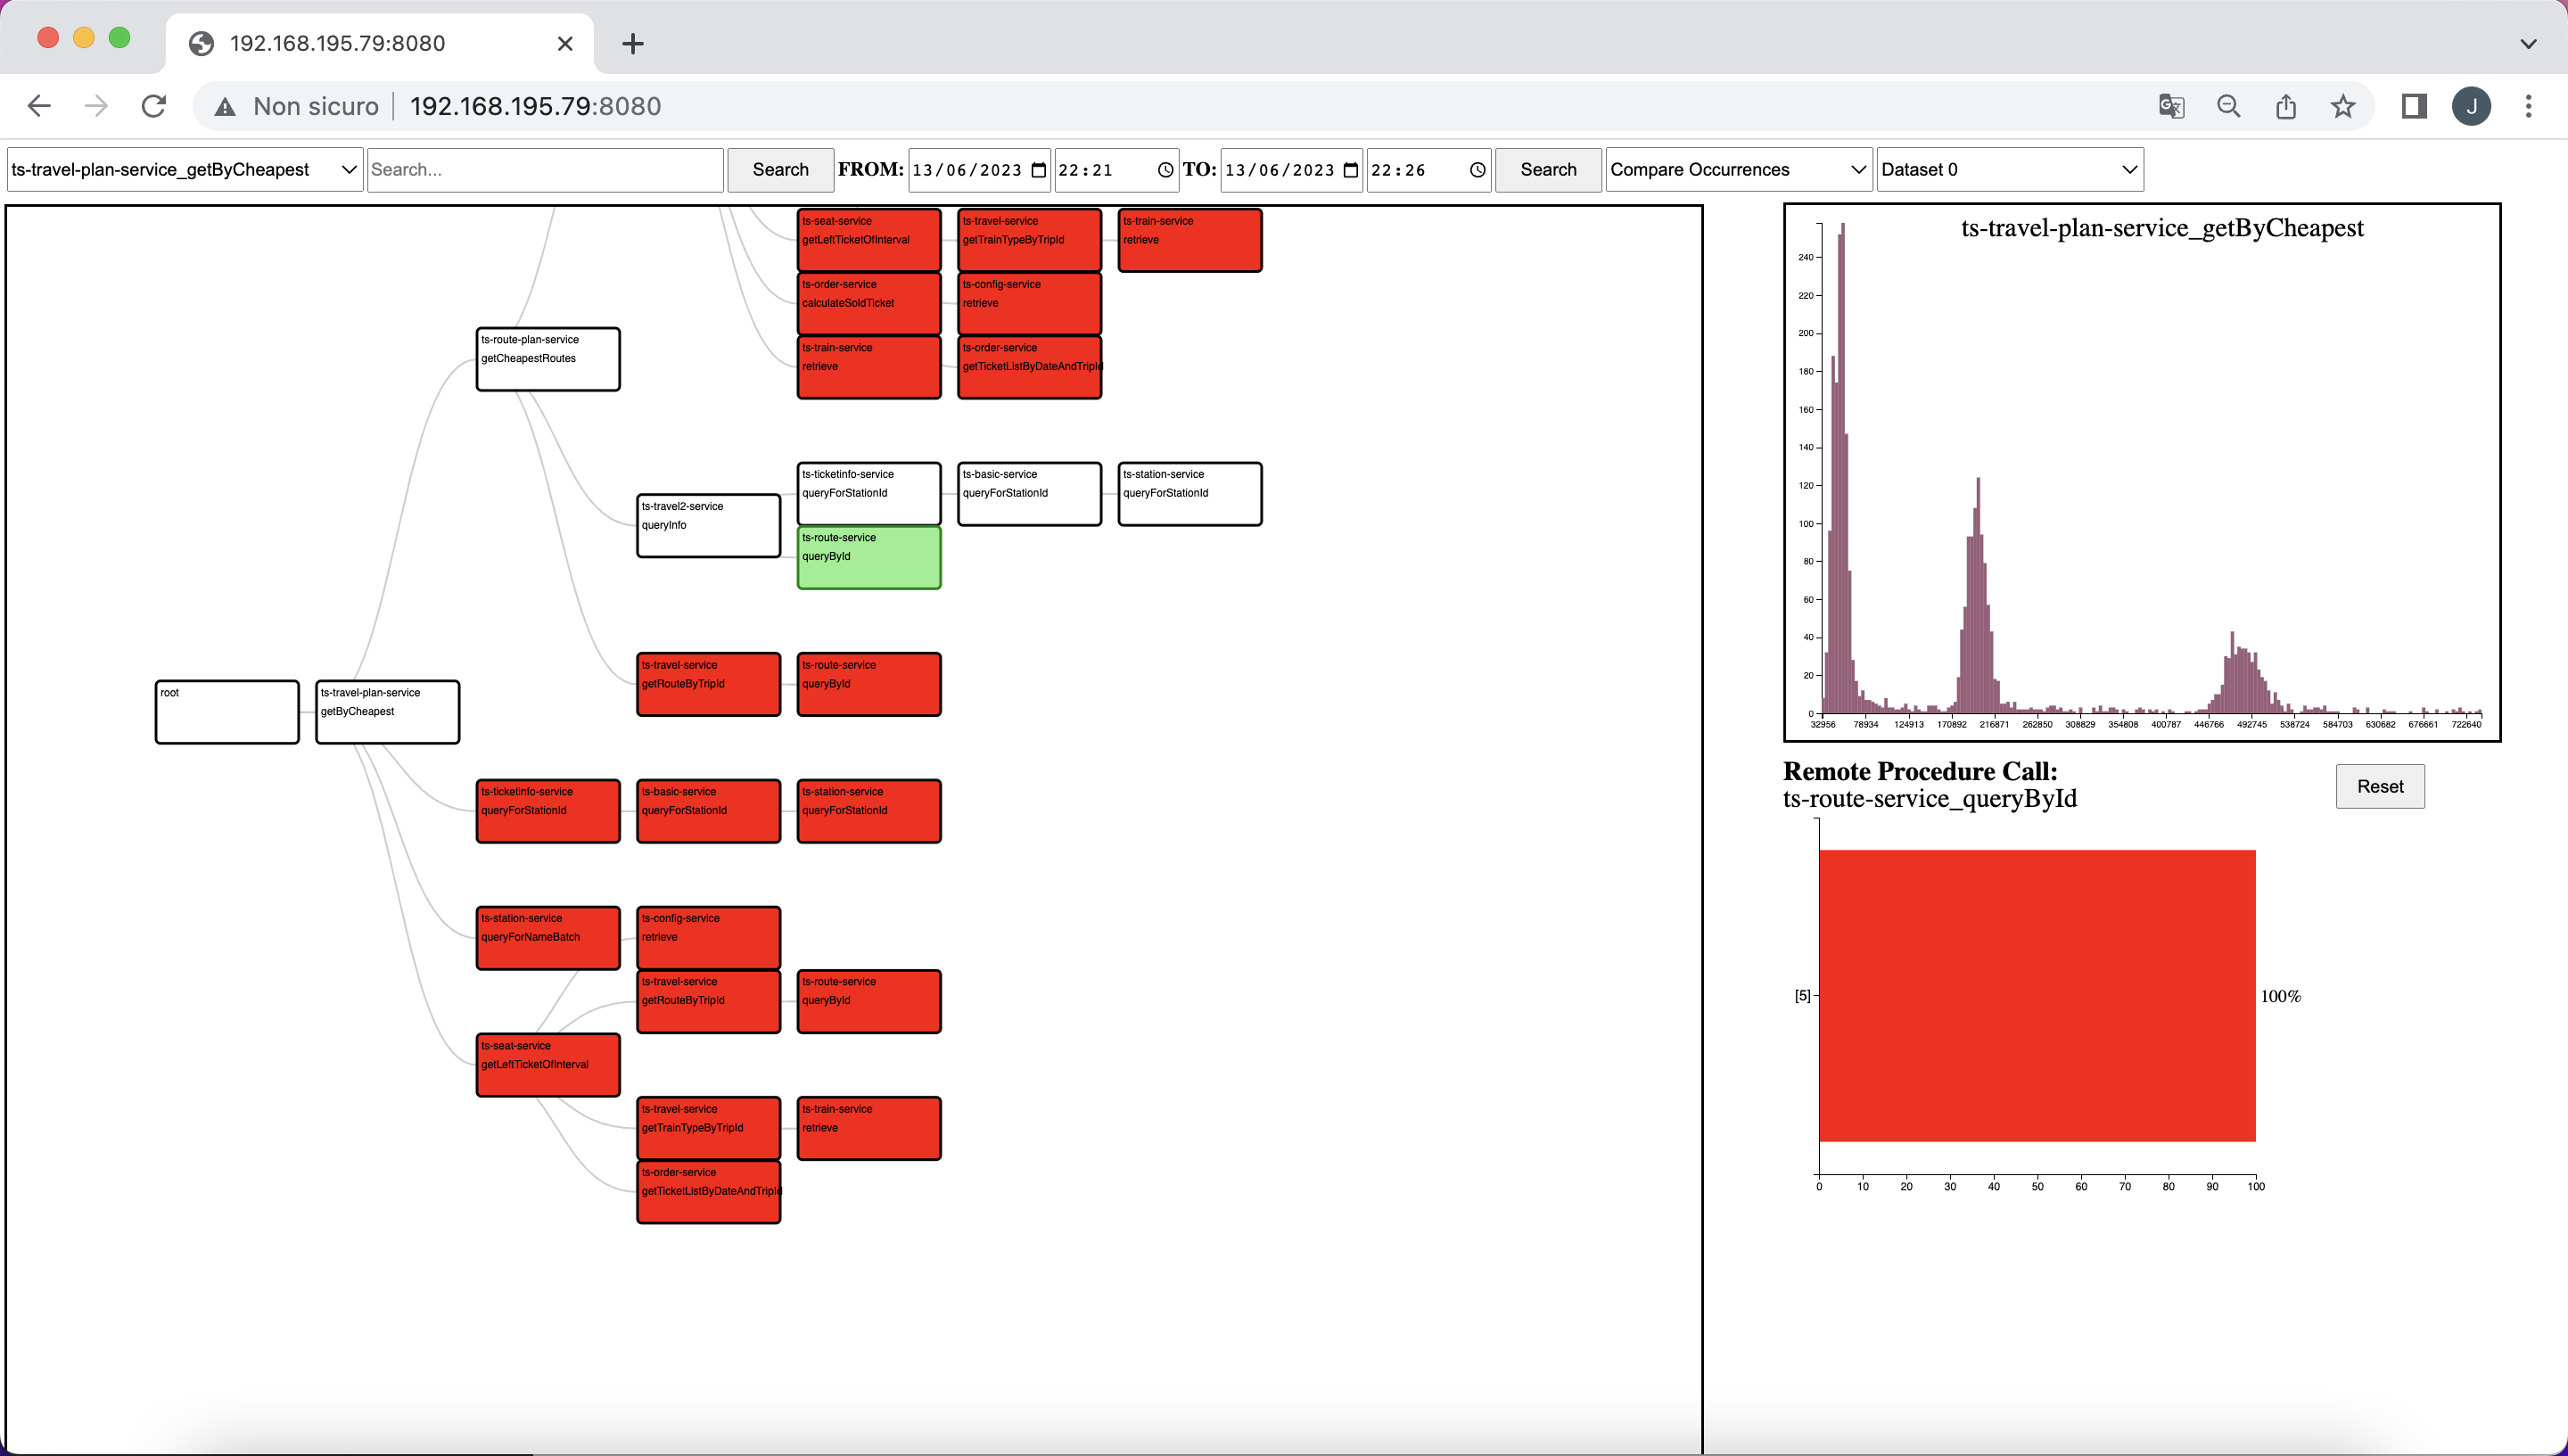 192.168.195.79:8080
Non sicuro
192.168.195.79:8080
J
ts-travel-plan-service_getByCheapest
Search...
Search
FROM:
13/06/2023
22:21
TO:
13/06/2023
22:26
Search
Compare Occurrences
Dataset 0
ts-seat-service
getLeftTicketOfInterval
ts-travel-service
getTrainTypeByTripId
ts-train-service
retrieve
ts-order-service
calculateSoldTicket
ts-config-service
retrieve
ts-train-service
retrieve
ts-order-service
getTicketListByDateAndTripId
ts-route-plan-service
getCheapestRoutes
ts-ticketinfo-service
queryForStationId
ts-basic-service
queryForStationId
ts-station-service
queryForStationId
ts-travel2-service
queryInfo
ts-route-service
queryById
ts-travel-service
getRouteByTripId
ts-route-service
queryById
root
ts-travel-plan-service
getByCheapest
ts-ticketinfo-service
queryForStationId
ts-basic-service
queryForStationId
ts-station-service
queryForStationId
ts-station-service
queryForNameBatch
ts-config-service
retrieve
ts-travel-service
getRouteByTripId
ts-route-service
queryById
ts-seat-service
getLeftTicketOfInterval
ts-travel-service
getTrainTypeByTripId
ts-train-service
retrieve
ts-order-service
getTicketListByDateAndTripId
ts-travel-plan-service_getByCheapest
240
220
200
180
160
140
120
100
80
60
40
20
0
32956 78934 124913 170892 216871 262850 308829 354808 400787 446766 492745 538724 584703 630682 676661 722640
Remote Procedure Call:
ts-route-service_queryById
Reset
[5]
100%
0 10 20 30 40 50 60 70 80 90 100